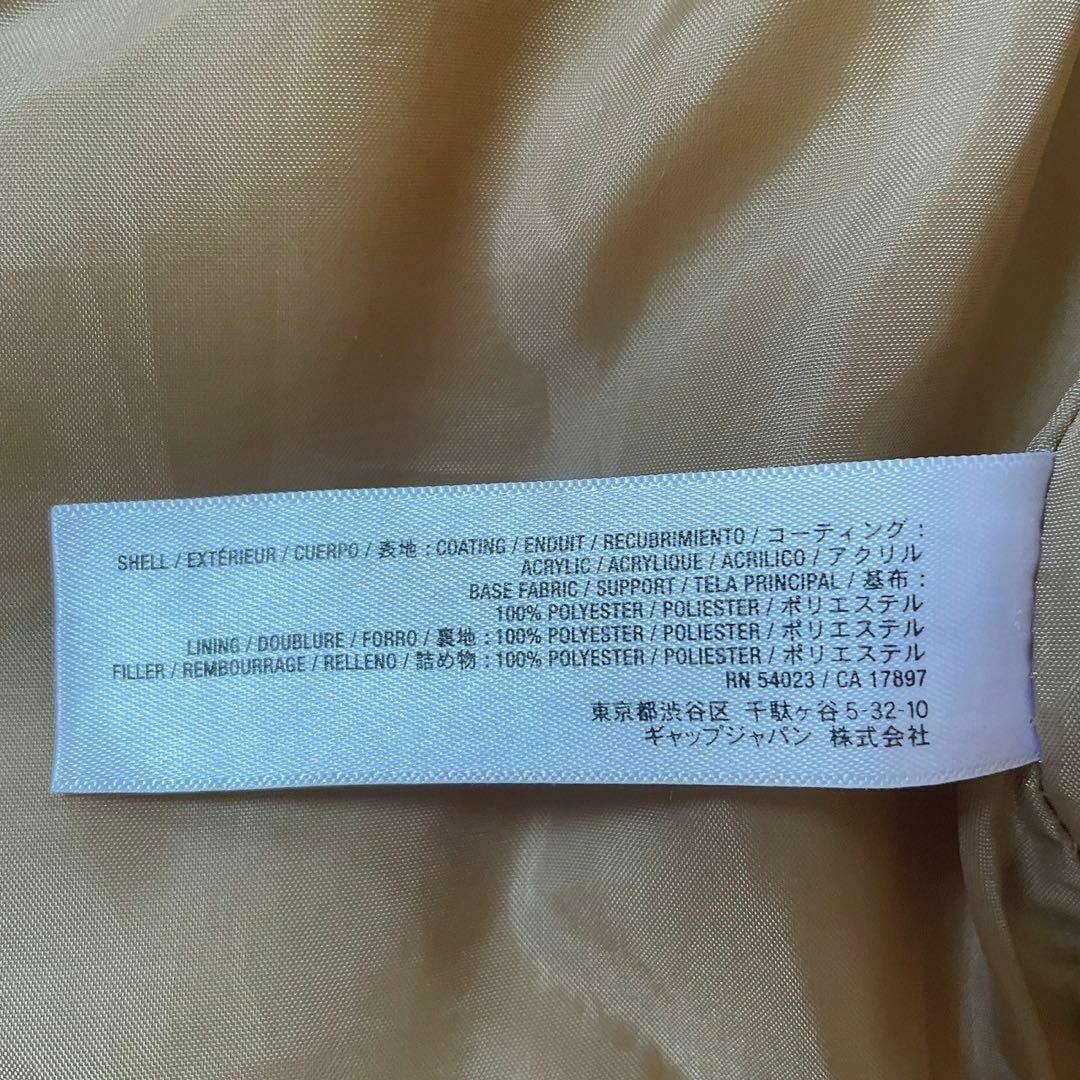 SHELL / EXTÉRIEUR / CUERPO / 表地 : COATING / ENDUIT / RECUBRIMIENTO / コーティング :
ACRYLIC / ACRYLIQUE / ACRILICO / アクリル
BASE FABRIC / SUPPORT / TELA PRINCIPAL / 基布 :
100% POLYESTER / POLIESTER / ポリエステル
LINING / DOUBLURE / FORRO / 裏地 : 100% POLYESTER / POLIESTER / ポリエステル
FILLER / REMBOURRAGE / RELLENO / 詰め物 : 100% POLYESTER / POLIESTER / ポリエステル
RN 54023 / CA 17897
東京都渋谷区 千駄ヶ谷 5-32-10
ギャップジャパン 株式会社